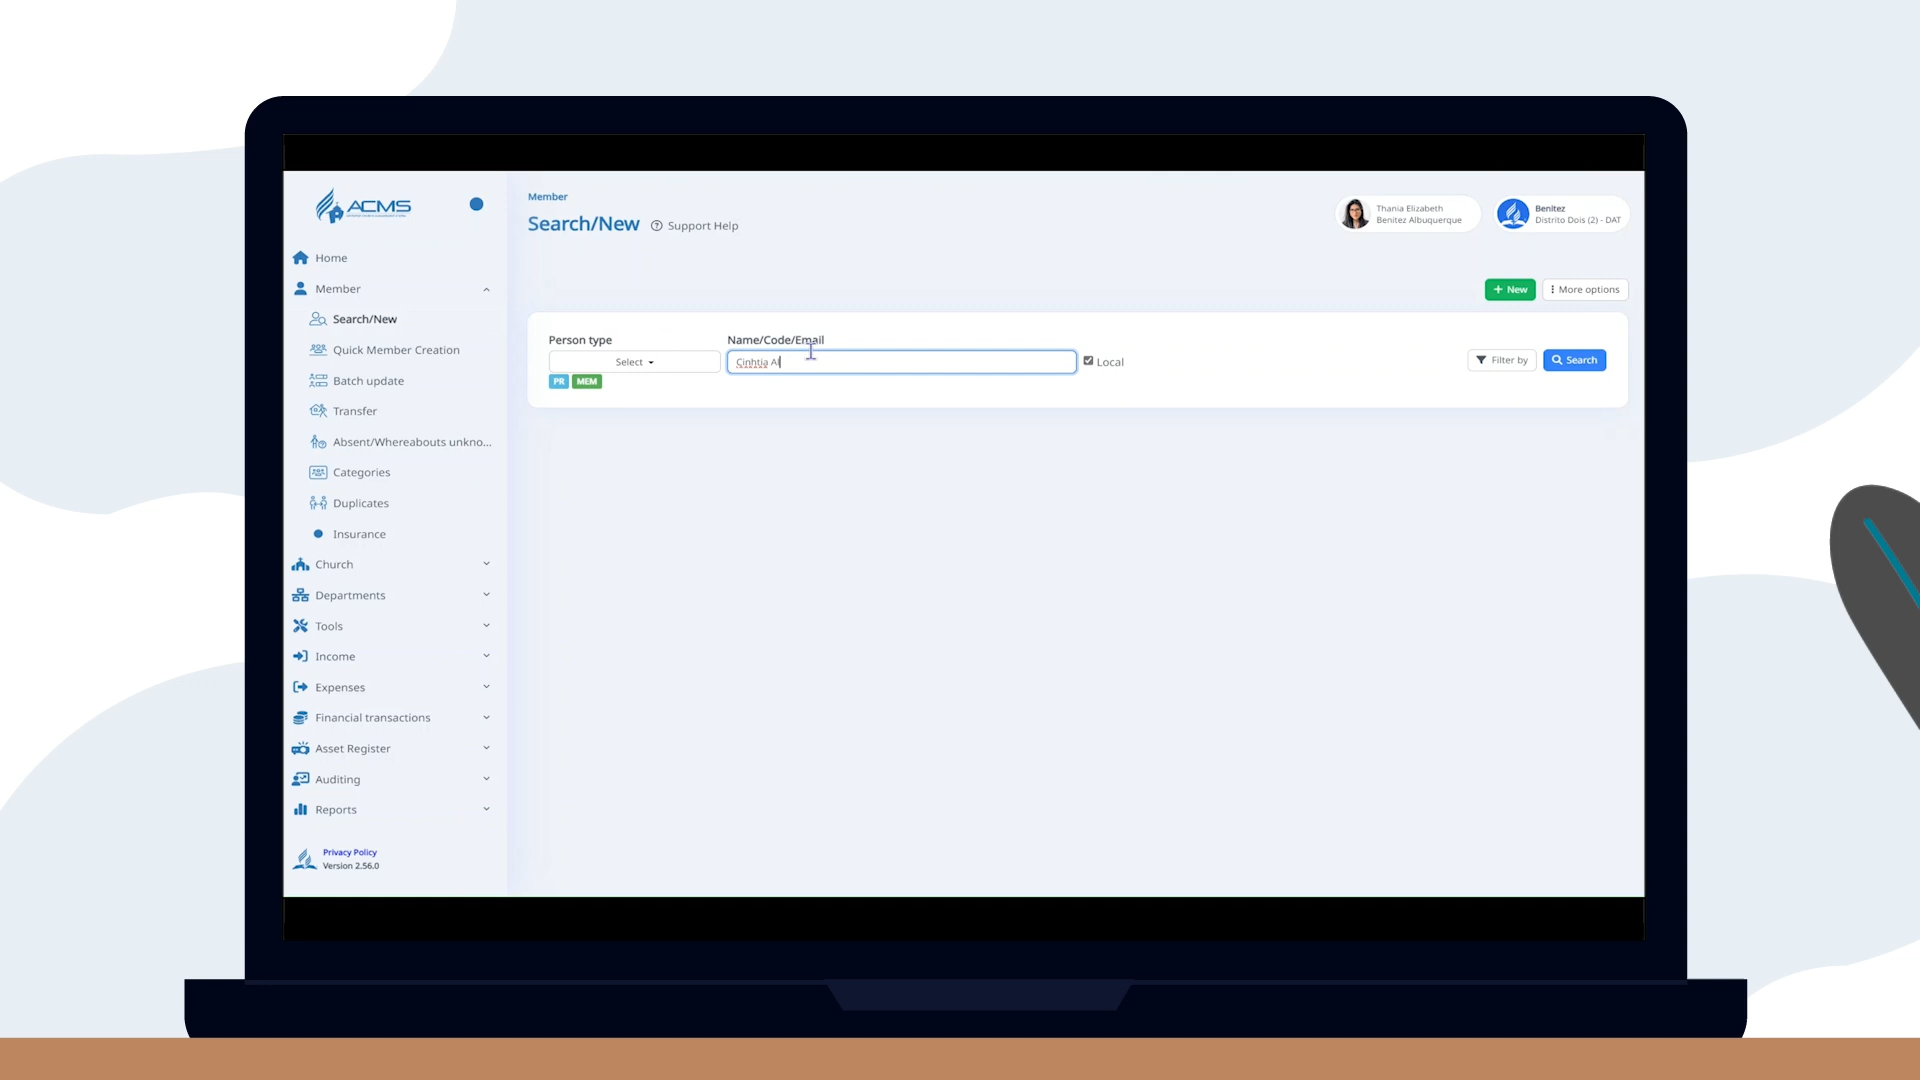 ACMS
Member
Search/New
Support Help
Thania Elizabeth
Benitez Albuquerque
Benitez
Distrito Dois (2) - DAT
Home
Member
Search/New
Quick Member Creation
Batch update
Transfer
Absent/Whereabouts unkno...
Categories
Duplicates
Insurance
Church
Departments
Tools
Income
Expenses
Financial transactions
Asset Register
Auditing
Reports
Privacy Policy
Version 2.56.0
+ New
More options
Person type
Name/Code/Email
Select
Cinhtia Al
Local
Filter by
Search
PR MEM